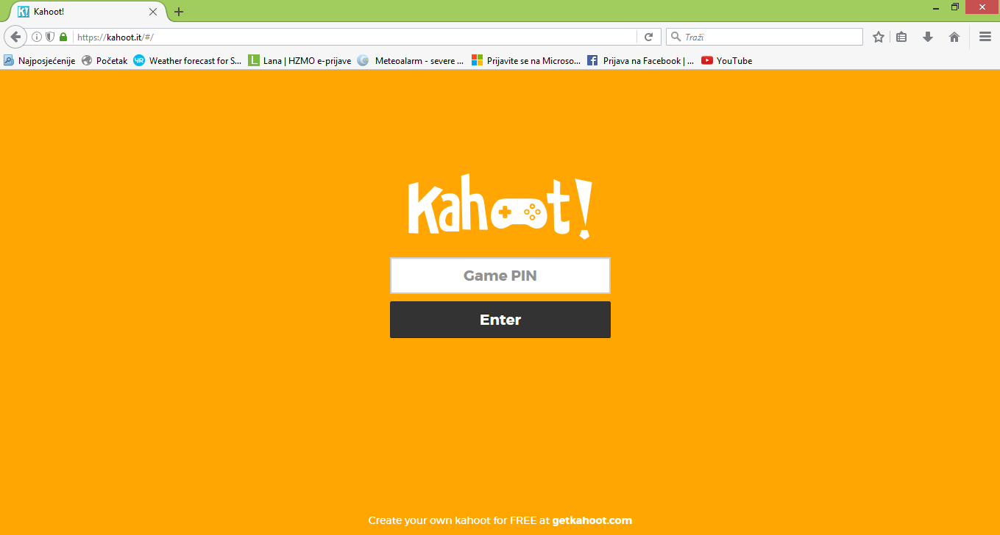 Kahoot!
https://kahoot.it/#/
Traži
Najposjećenije
Početak
Weather forecast for S...
Lana | HZMO e-prijave
Meteoalarm - severe ...
Prijavite se na Microso...
Prijava na Facebook | ...
YouTube
Kahoot!
Game PIN
Enter
Create your own kahoot for FREE at getkahoot.com